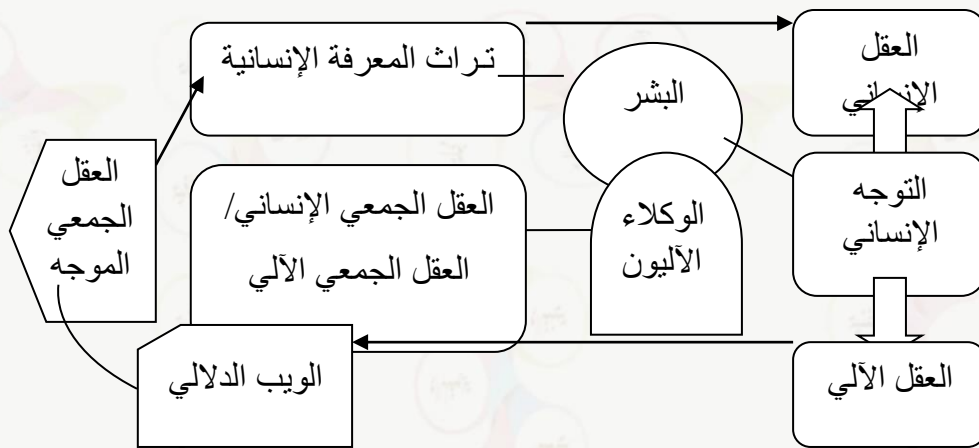 العقل
الإنساني
تراث المعرفة الإنسانية
البشر
العقل
الجمعي
الموجه
التوجه
الإنساني
العقل الجمعي الإنساني/
العقل الجمعي الآلي
الوكلاء
الآليون
العقل الآلي
الويب الدلالي